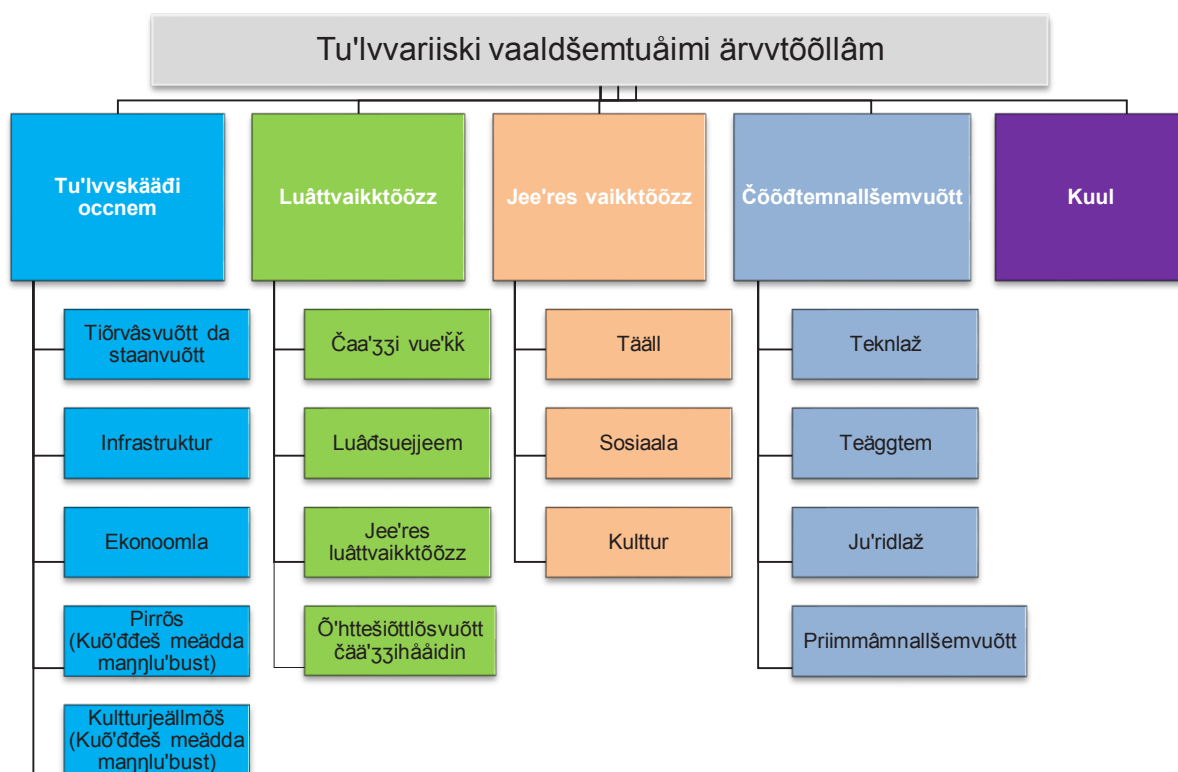 Tu'lvvariiski vaaldšemtuåimi ärvvtõõllâm
Tu'lvvskääđi
occnem
Luâttvaikktõõzz
Jee'res vaikktõõzz
Čõõđtemnallšemvuõtt
Kuul
Tiõrvâsvuõtt da
staanvuõtt
Infrastruktur
Ekonoomla
Pirrõs
(Kuõ'đđeš meädda
maŋŋlu'bust)
Kultturjeällmõš
(Kuõ'đđeš meädda
maŋŋlu'bust)
Čaa'ʒʒi vue'ǩǩ
Luâđsuejjeem
Jee'res
luâttvaikktõõzz
Õ'httešiõttlõsvuõtt
čää'ʒʒihååidin
Tääll
Sosiaala
Kulttur
Teknlaž
Teäggtem
Ju'ridlaž
Priimmâmnallšemvuõtt